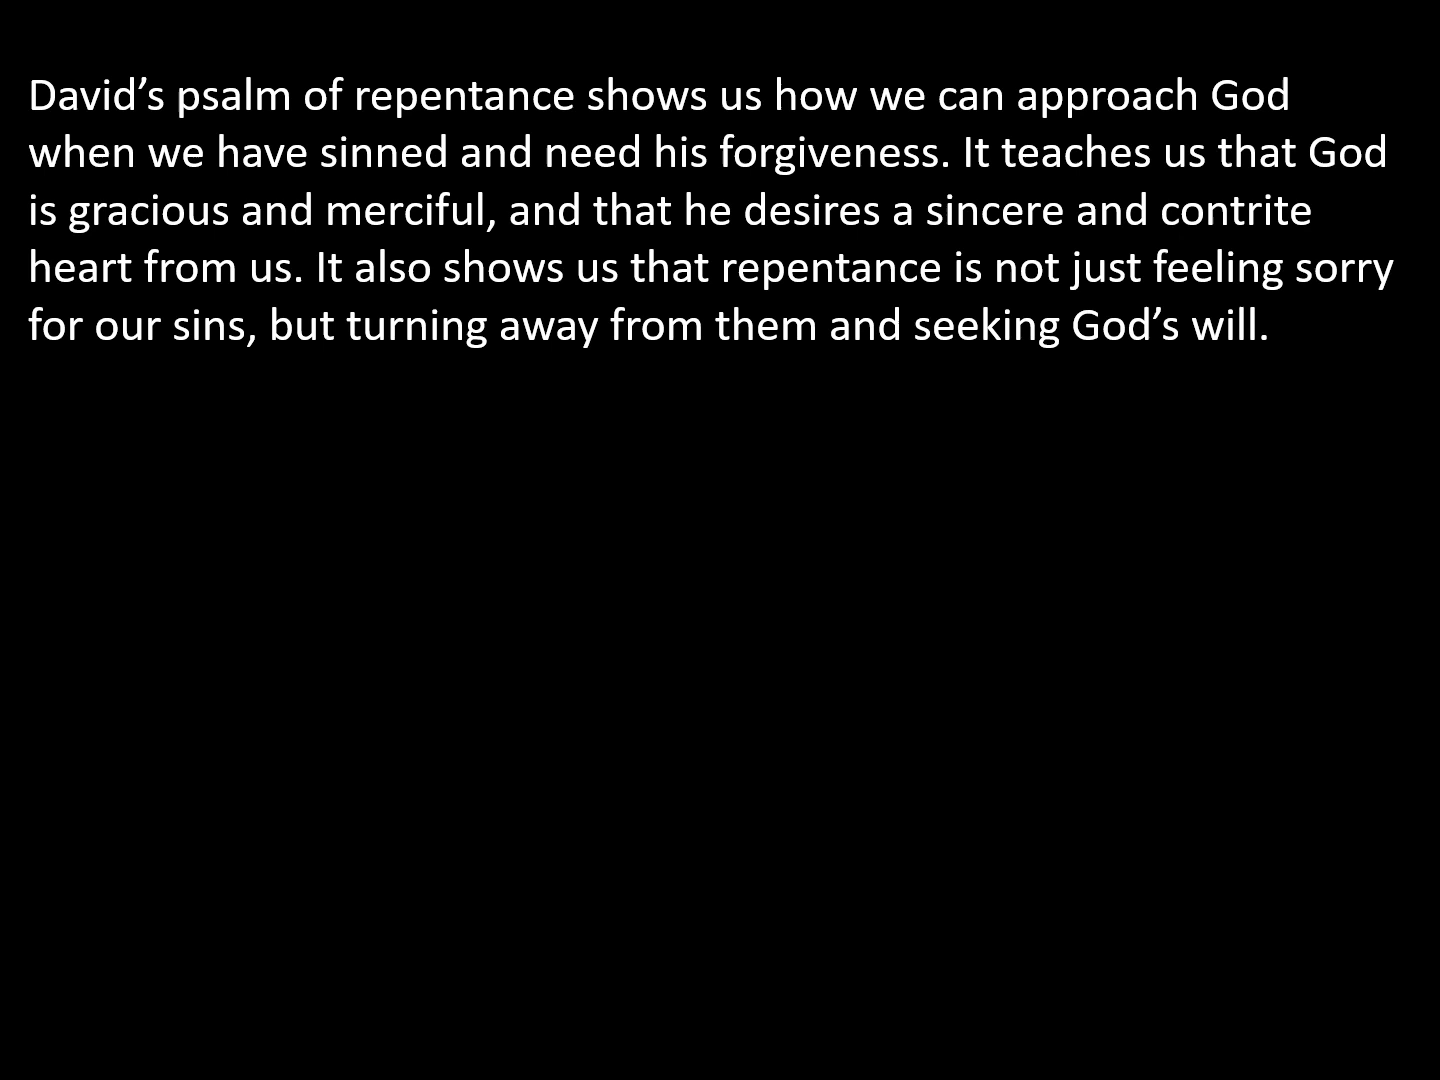 David’s psalm of repentance shows us how we can approach God
when we have sinned and need his forgiveness. It teaches us that God
is gracious and merciful, and that he desires a sincere and contrite
heart from us. It also shows us that repentance is not just feeling sorry
for our sins, but turning away from them and seeking God’s will.